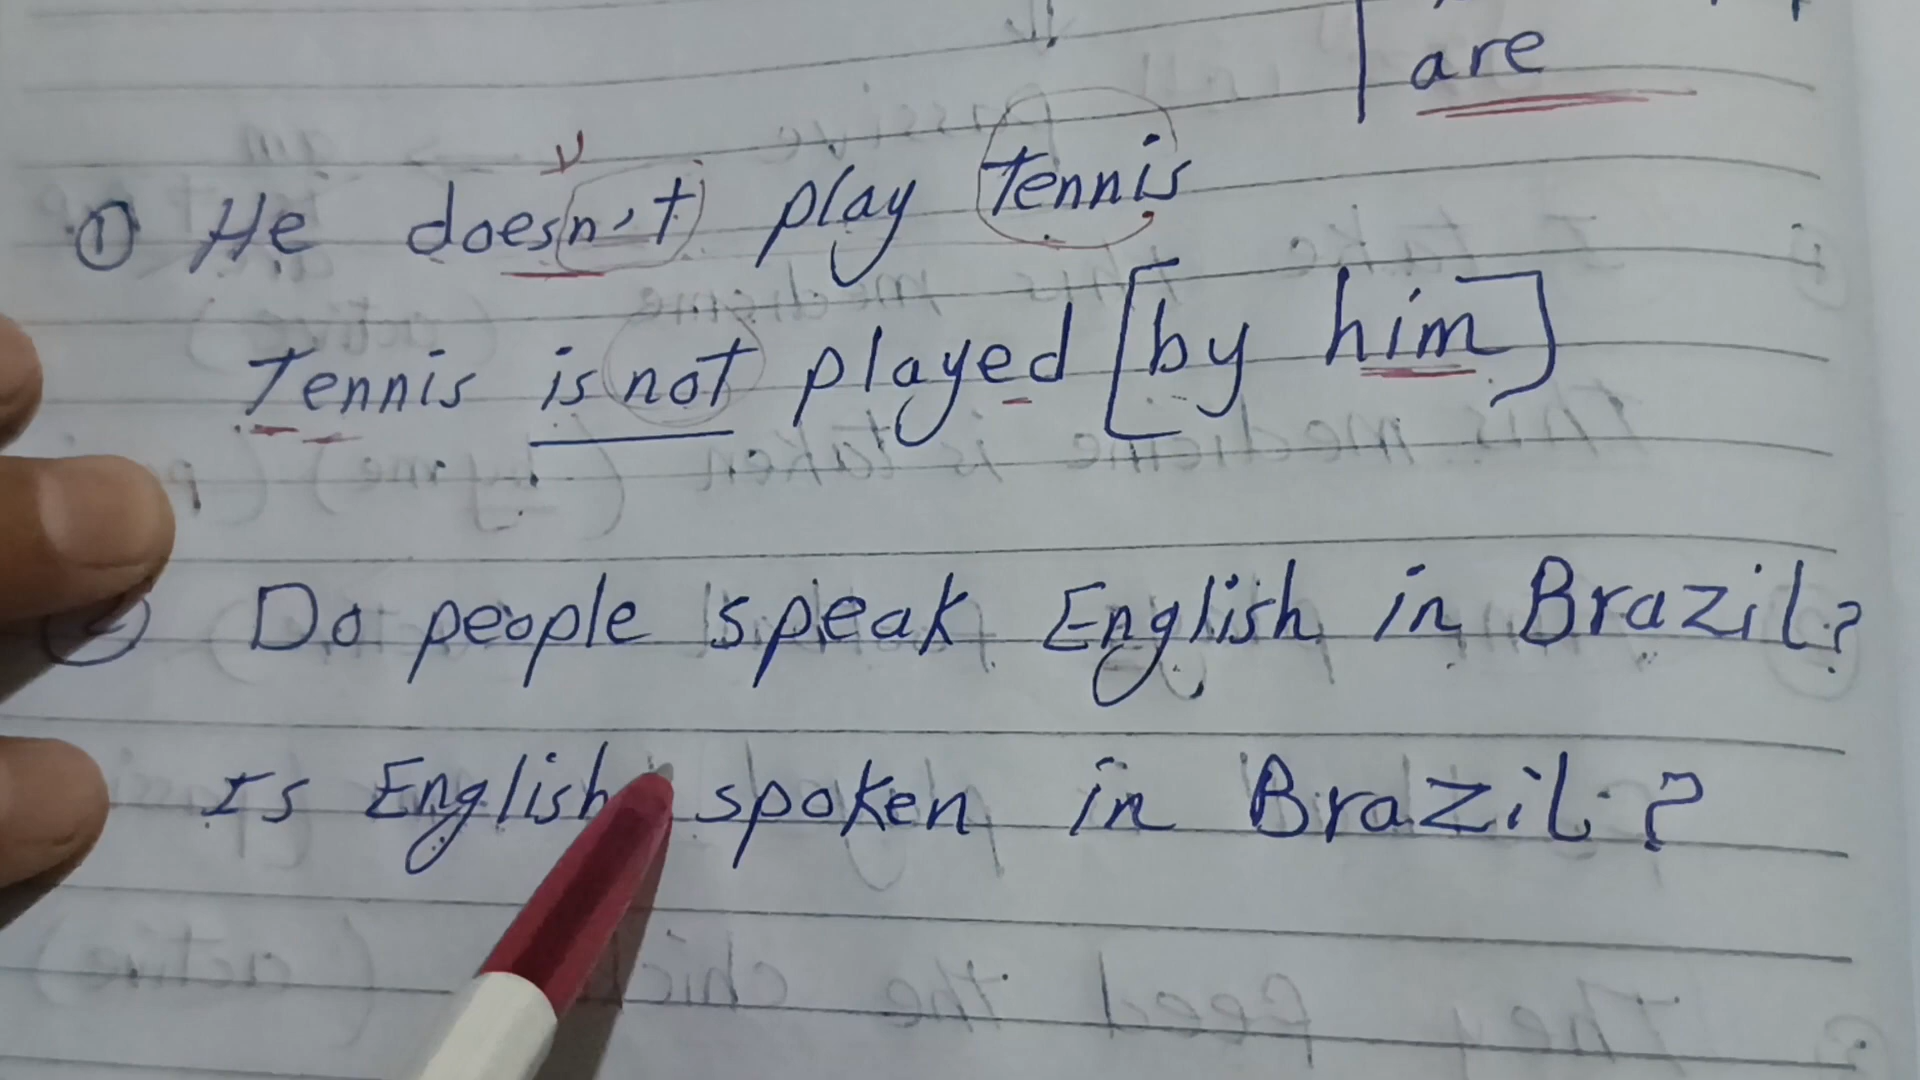 are
① He doesn't play Tennis
Tennis is not played [by him]
② Do people speak English in Brazil?
Is English spoken in Brazil?